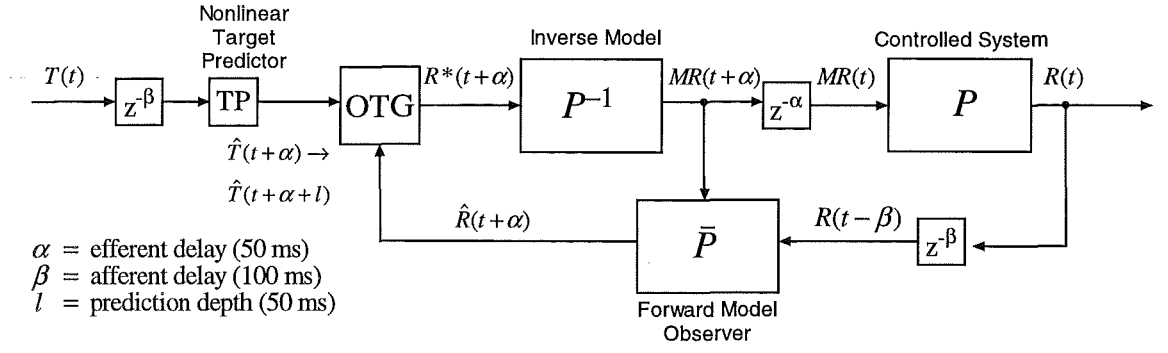 Nonlinear
Target
Predictor
Inverse Model
Controlled System
T(t)
z^{-β}
TP
OTG
R*(t+α)
P^{-1}
MR(t+α)
z^{-α}
MR(t)
P
R(t)
T̂(t+α) →
T̂(t+α+l)
R̂(t+α)
P̄
R(t−β)
z^{-β}
α = efferent delay (50 ms)
β = afferent delay (100 ms)
l = prediction depth (50 ms)
Forward Model
Observer